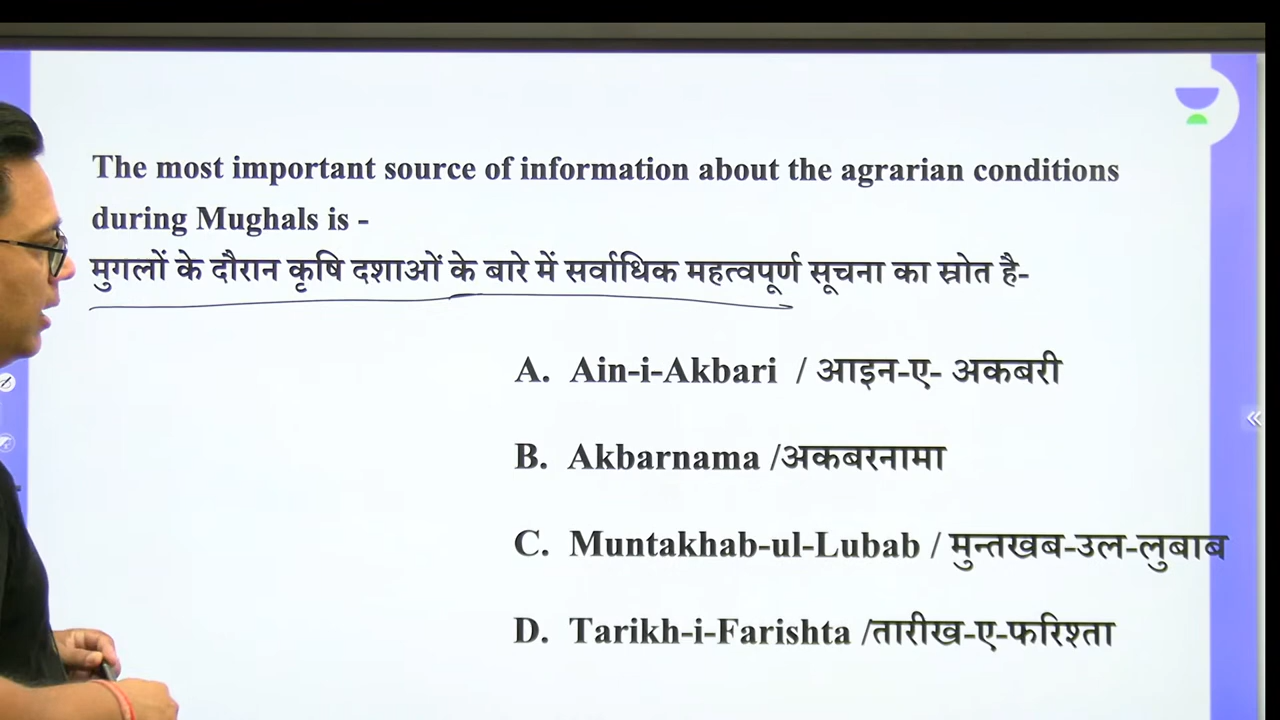 The most important source of information about the agrarian conditions
during Mughals is -
मुगलों के दौरान कृषि दशाओं के बारे में सर्वाधिक महत्वपूर्ण सूचना का स्रोत है-
A. Ain-i-Akbari / आइन-ए- अकबरी
B. Akbarnama /अकबरनामा
C. Muntakhab-ul-Lubab / मुन्तखब-उल-लुबाब
D. Tarikh-i-Farishta /तारीख-ए-फरिश्ता